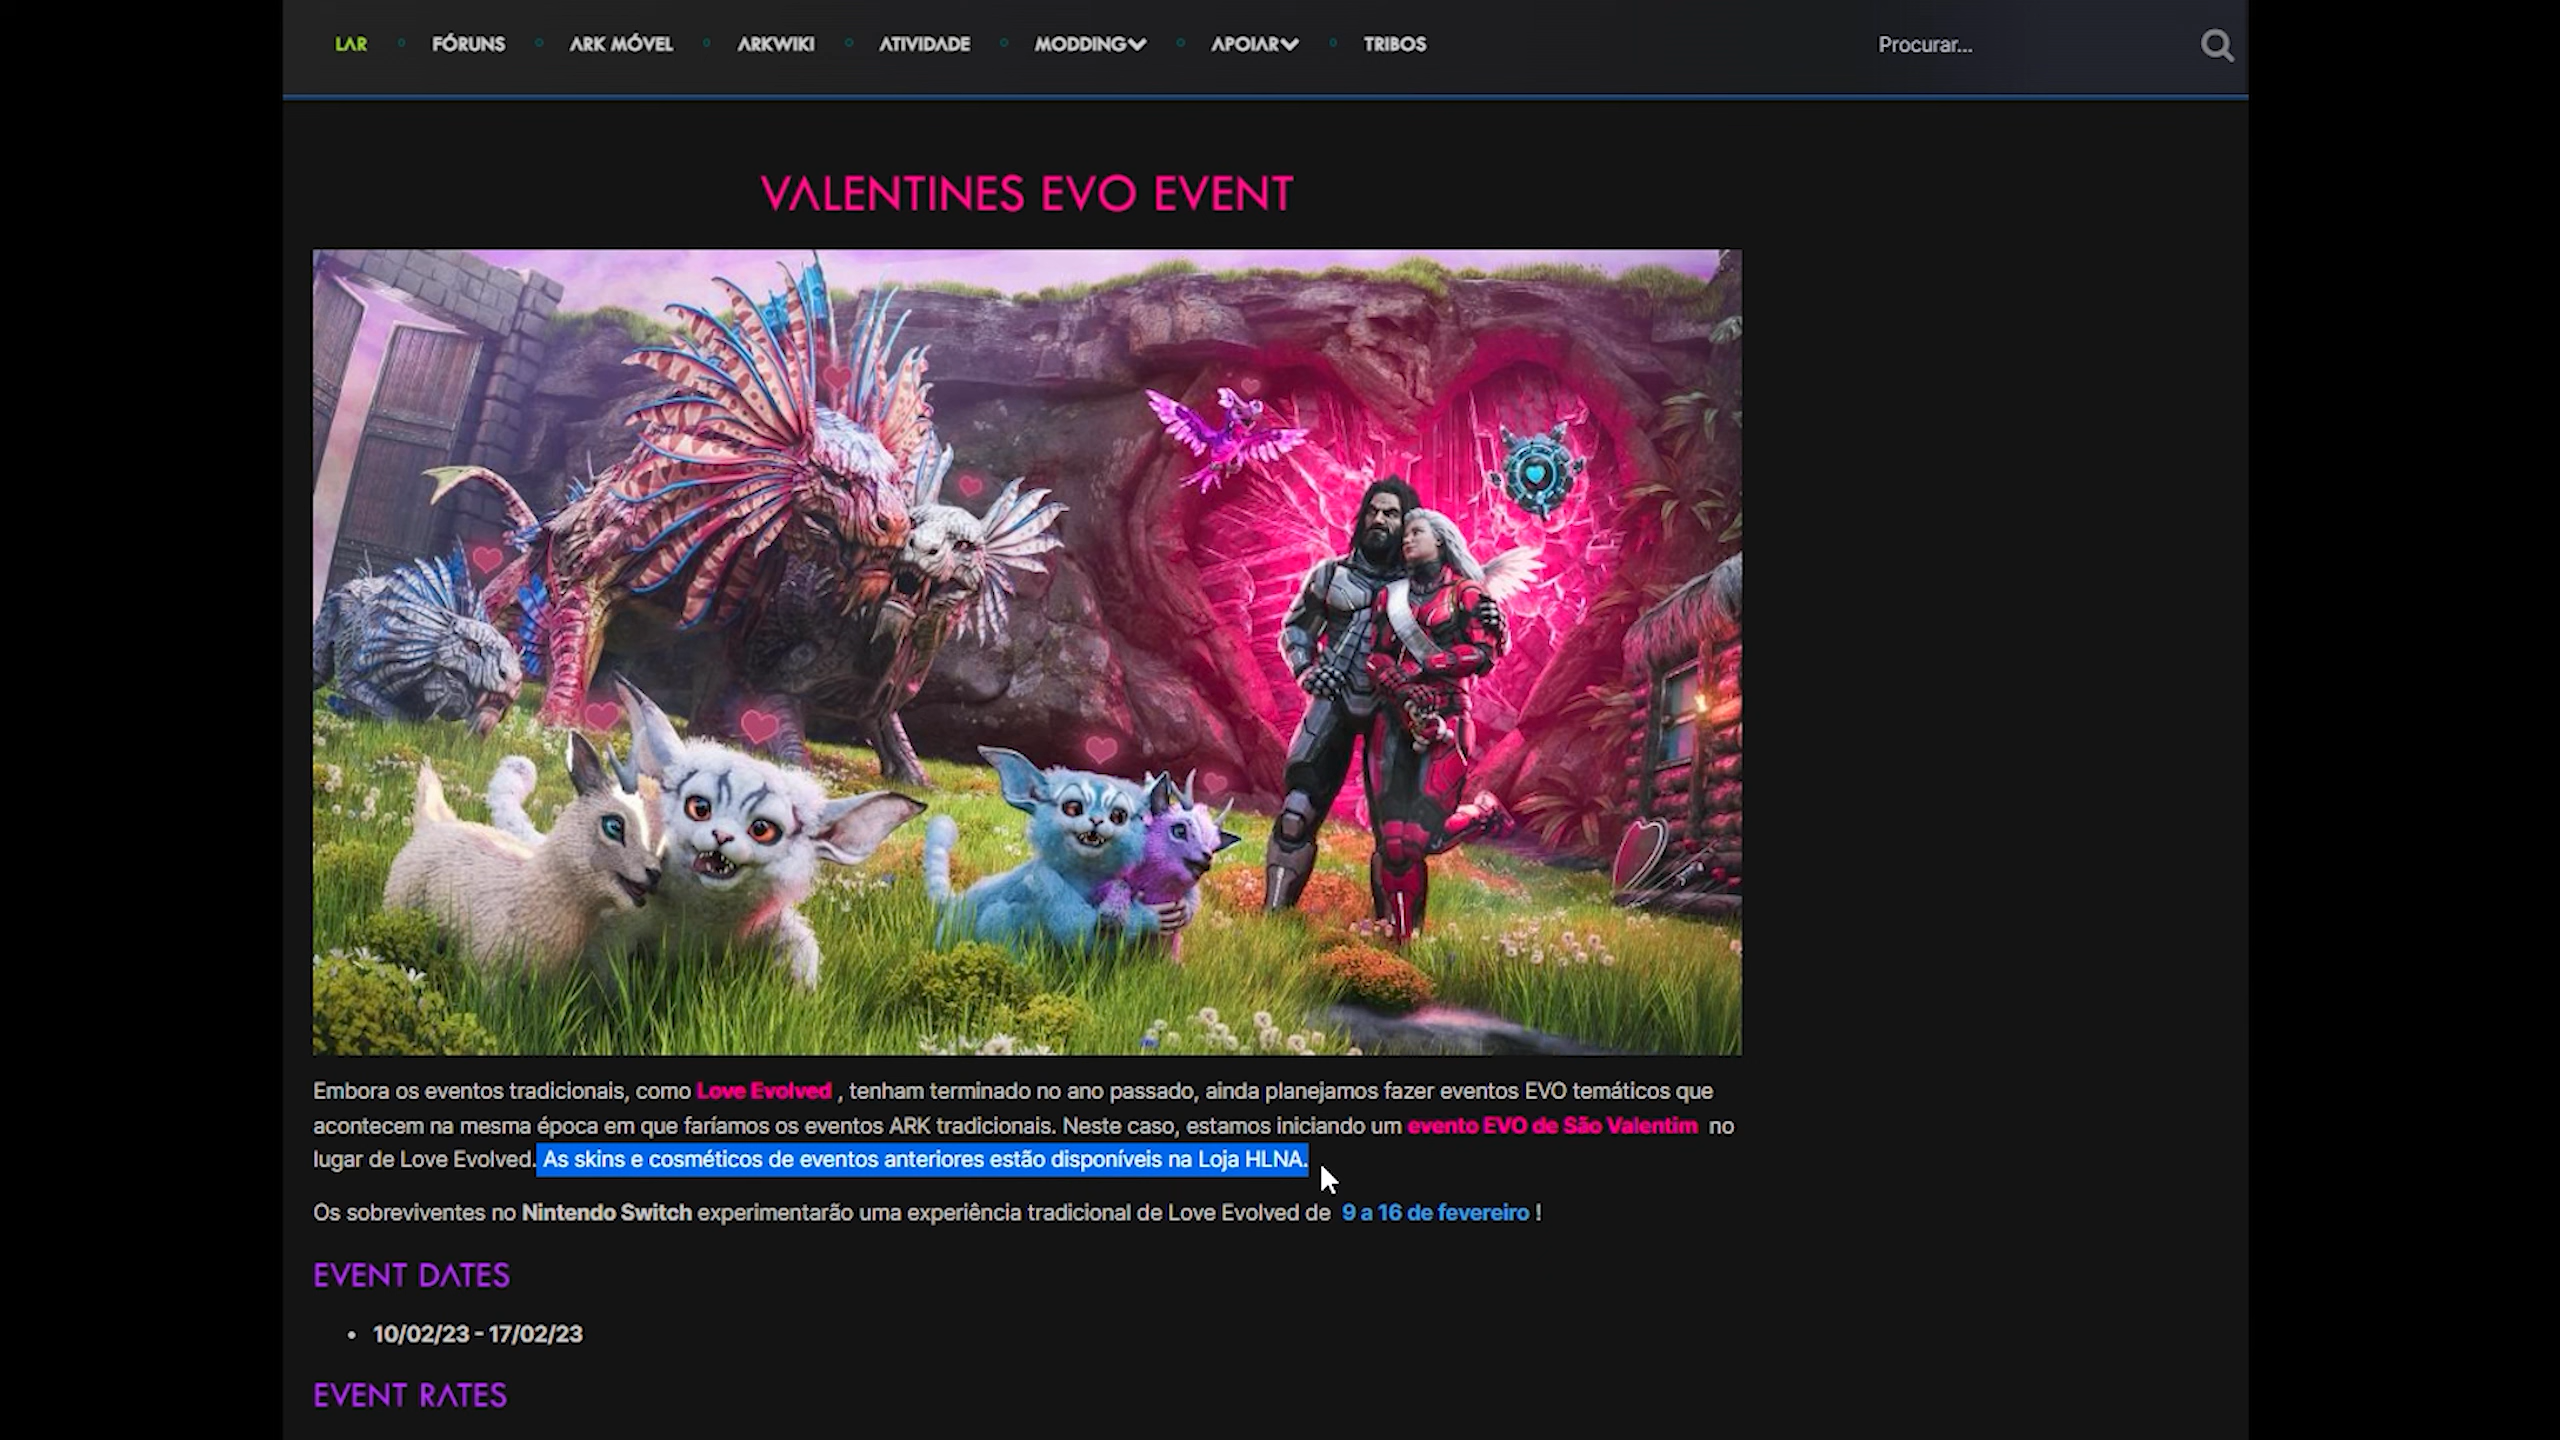 LAR FÓRUNS ARK MÓVEL ARKWIKI ATIVIDADE MODDING APOIAR TRIBOS Procurar...
VALENTINES EVO EVENT
Embora os eventos tradicionais, como Love Evolved , tenham terminado no ano passado, ainda planejamos fazer eventos EVO temáticos que
acontecem na mesma época em que faríamos os eventos ARK tradicionais. Neste caso, estamos iniciando um evento EVO de São Valentim no
lugar de Love Evolved. As skins e cosméticos de eventos anteriores estão disponíveis na Loja HLNA.
Os sobreviventes no Nintendo Switch experimentarão uma experiência tradicional de Love Evolved de 9 a 16 de fevereiro !
EVENT DATES
• 10/02/23 - 17/02/23
EVENT RATES